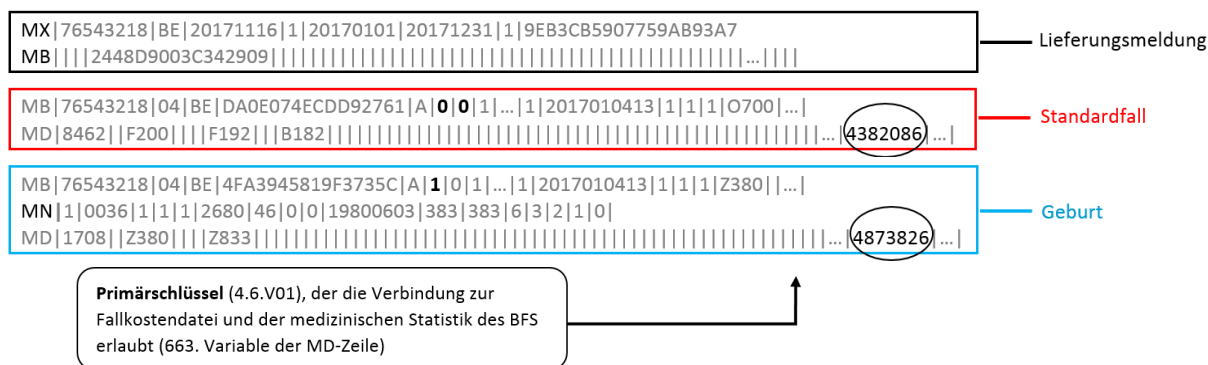 MX|76543218|BE|20171116|1|20170101|20171231|1|9EB3CB5907759AB93A7
MB||||2448D9003C342909|||||||||||||||||||||||||||||||||||||||||||||||||...||||
Lieferungsmeldung
MB|76543218|04|BE|DA0E074ECDD92761|A|0|0|1|...|1|2017010413|1|1|1|O700|...|
MD|8462||F200||||F192|||B182||||||||||||||||||||||||||||||||||||||||||||||||||...|4382086|...|
Standardfall
MB|76543218|04|BE|4FA3945819F3735C|A|1|0|1|...|1|2017010413|1|1|1|Z380||...|
MN|1|0036|1|1|1|2680|46|0|0|19800603|383|383|6|3|2|1|0|
MD|1708||Z380||||Z833||||||||||||||||||||||||||||||||||||||||||||||||||||||||||...|4873826|...|
Geburt
Primärschlüssel (4.6.V01), der die Verbindung zur
Fallkostendatei und der medizinischen Statistik des BFS
erlaubt (663. Variable der MD-Zeile)